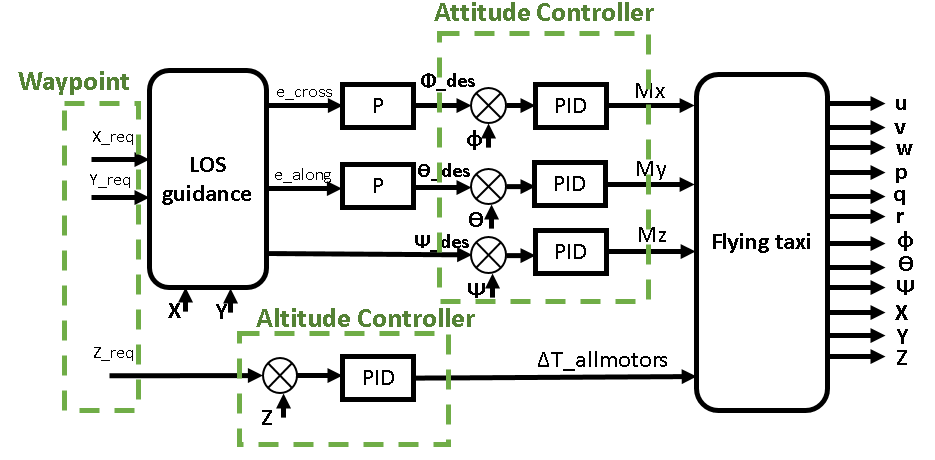 Attitude Controller
Waypoint
e_cross
Φ_des
Mx
P
PID
ϕ
X_req
Y_req
LOS
guidance
e_along
ϴ_des
My
P
PID
ϴ
Ψ_des
Mz
PID
Ψ
X
Y
Flying taxi
u
v
w
p
q
r
ϕ
ϴ
Ψ
X
Y
Z
Altitude Controller
Z_req
PID
ΔT_allmotors
Z